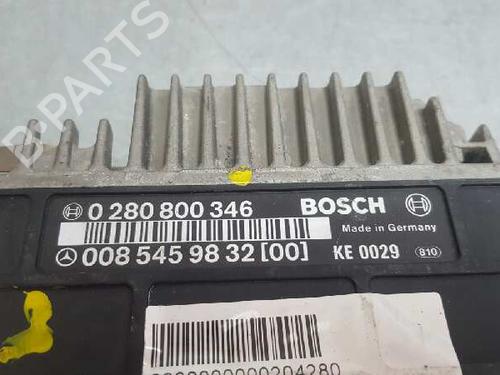 B PARTS
0 280 800 346 BOSCH
Made in Germany
008 545 98 32 [00] KE 0029 810